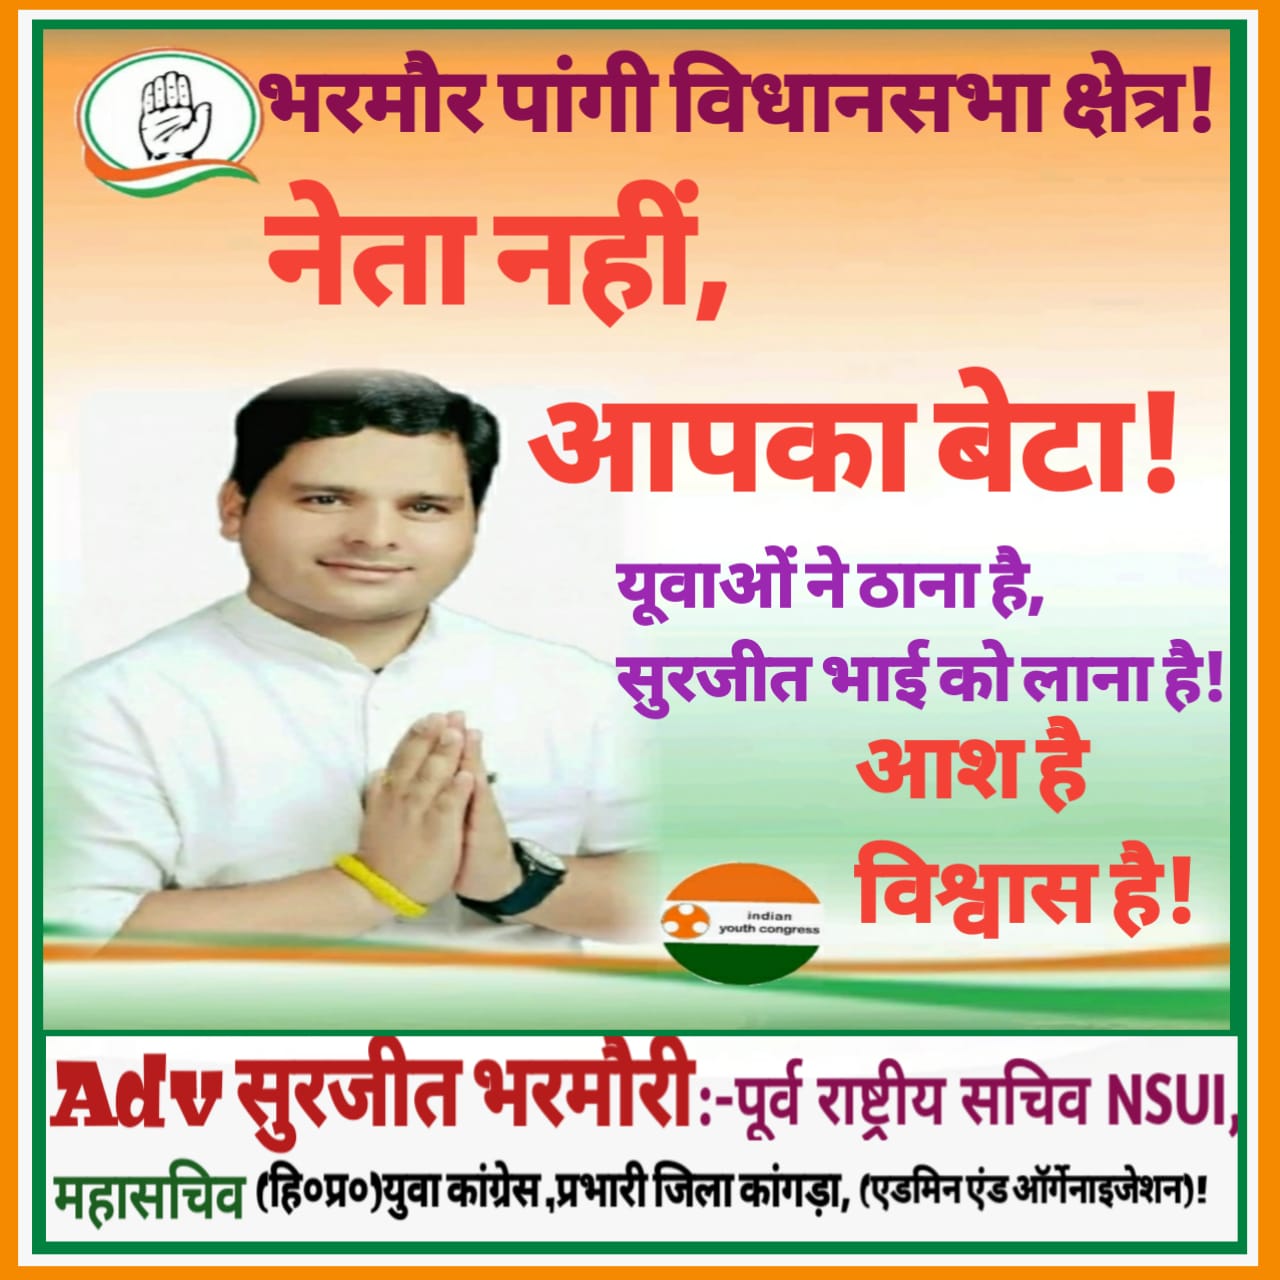 भरमौर पांगी विधानसभा क्षेत्र!
नेता नहीं,
आपका बेटा!
यूवाओं ने ठाना है,
सुरजीत भाई को लाना है!
आश है
विश्वास है!
indian
youth congress
Adv सुरजीत भरमौरी:-पूर्व राष्ट्रीय सचिव NSUI,
महासचिव (हि०प्र०)युवा कांग्रेस,प्रभारी जिला कांगड़ा, (एडमिन एंड ऑर्गेनाइजेशन)!